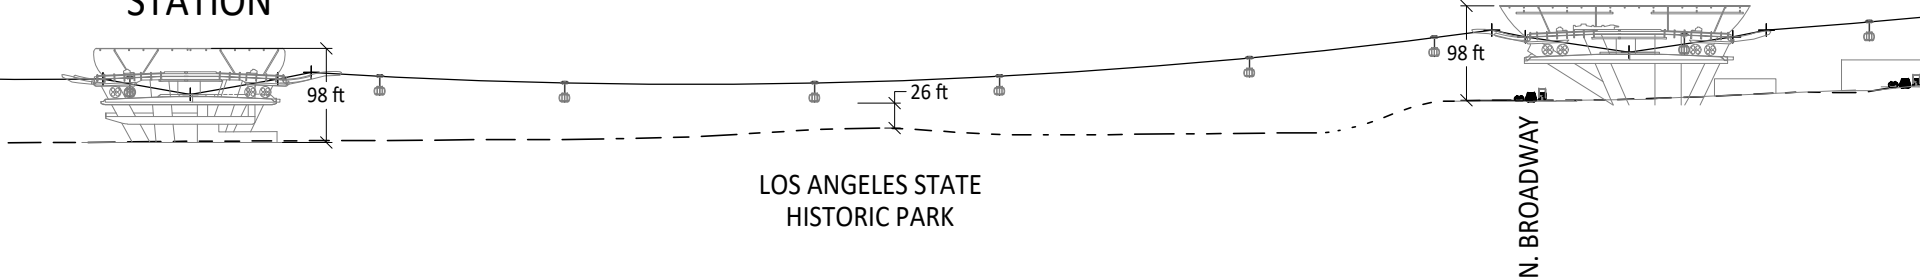 STATION
98 ft
26 ft
98 ft
LOS ANGELES STATE
HISTORIC PARK
N. BROADWAY